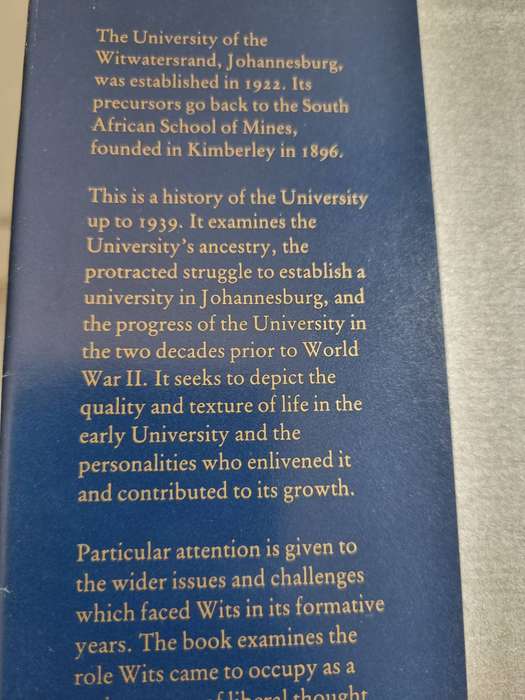 The University of the
Witwatersrand, Johannesburg,
was established in 1922. Its
precursors go back to the South
African School of Mines,
founded in Kimberley in 1896.
This is a history of the University
up to 1939. It examines the
University's ancestry, the
protracted struggle to establish a
university in Johannesburg, and
the progress of the University in
the two decades prior to World
War II. It seeks to depict the
quality and texture of life in the
early University and the
personalities who enlivened it
and contributed to its growth.
Particular attention is given to
the wider issues and challenges
which faced Wits in its formative
years. The book examines the
role Wits came to occupy as a
of liberal thought